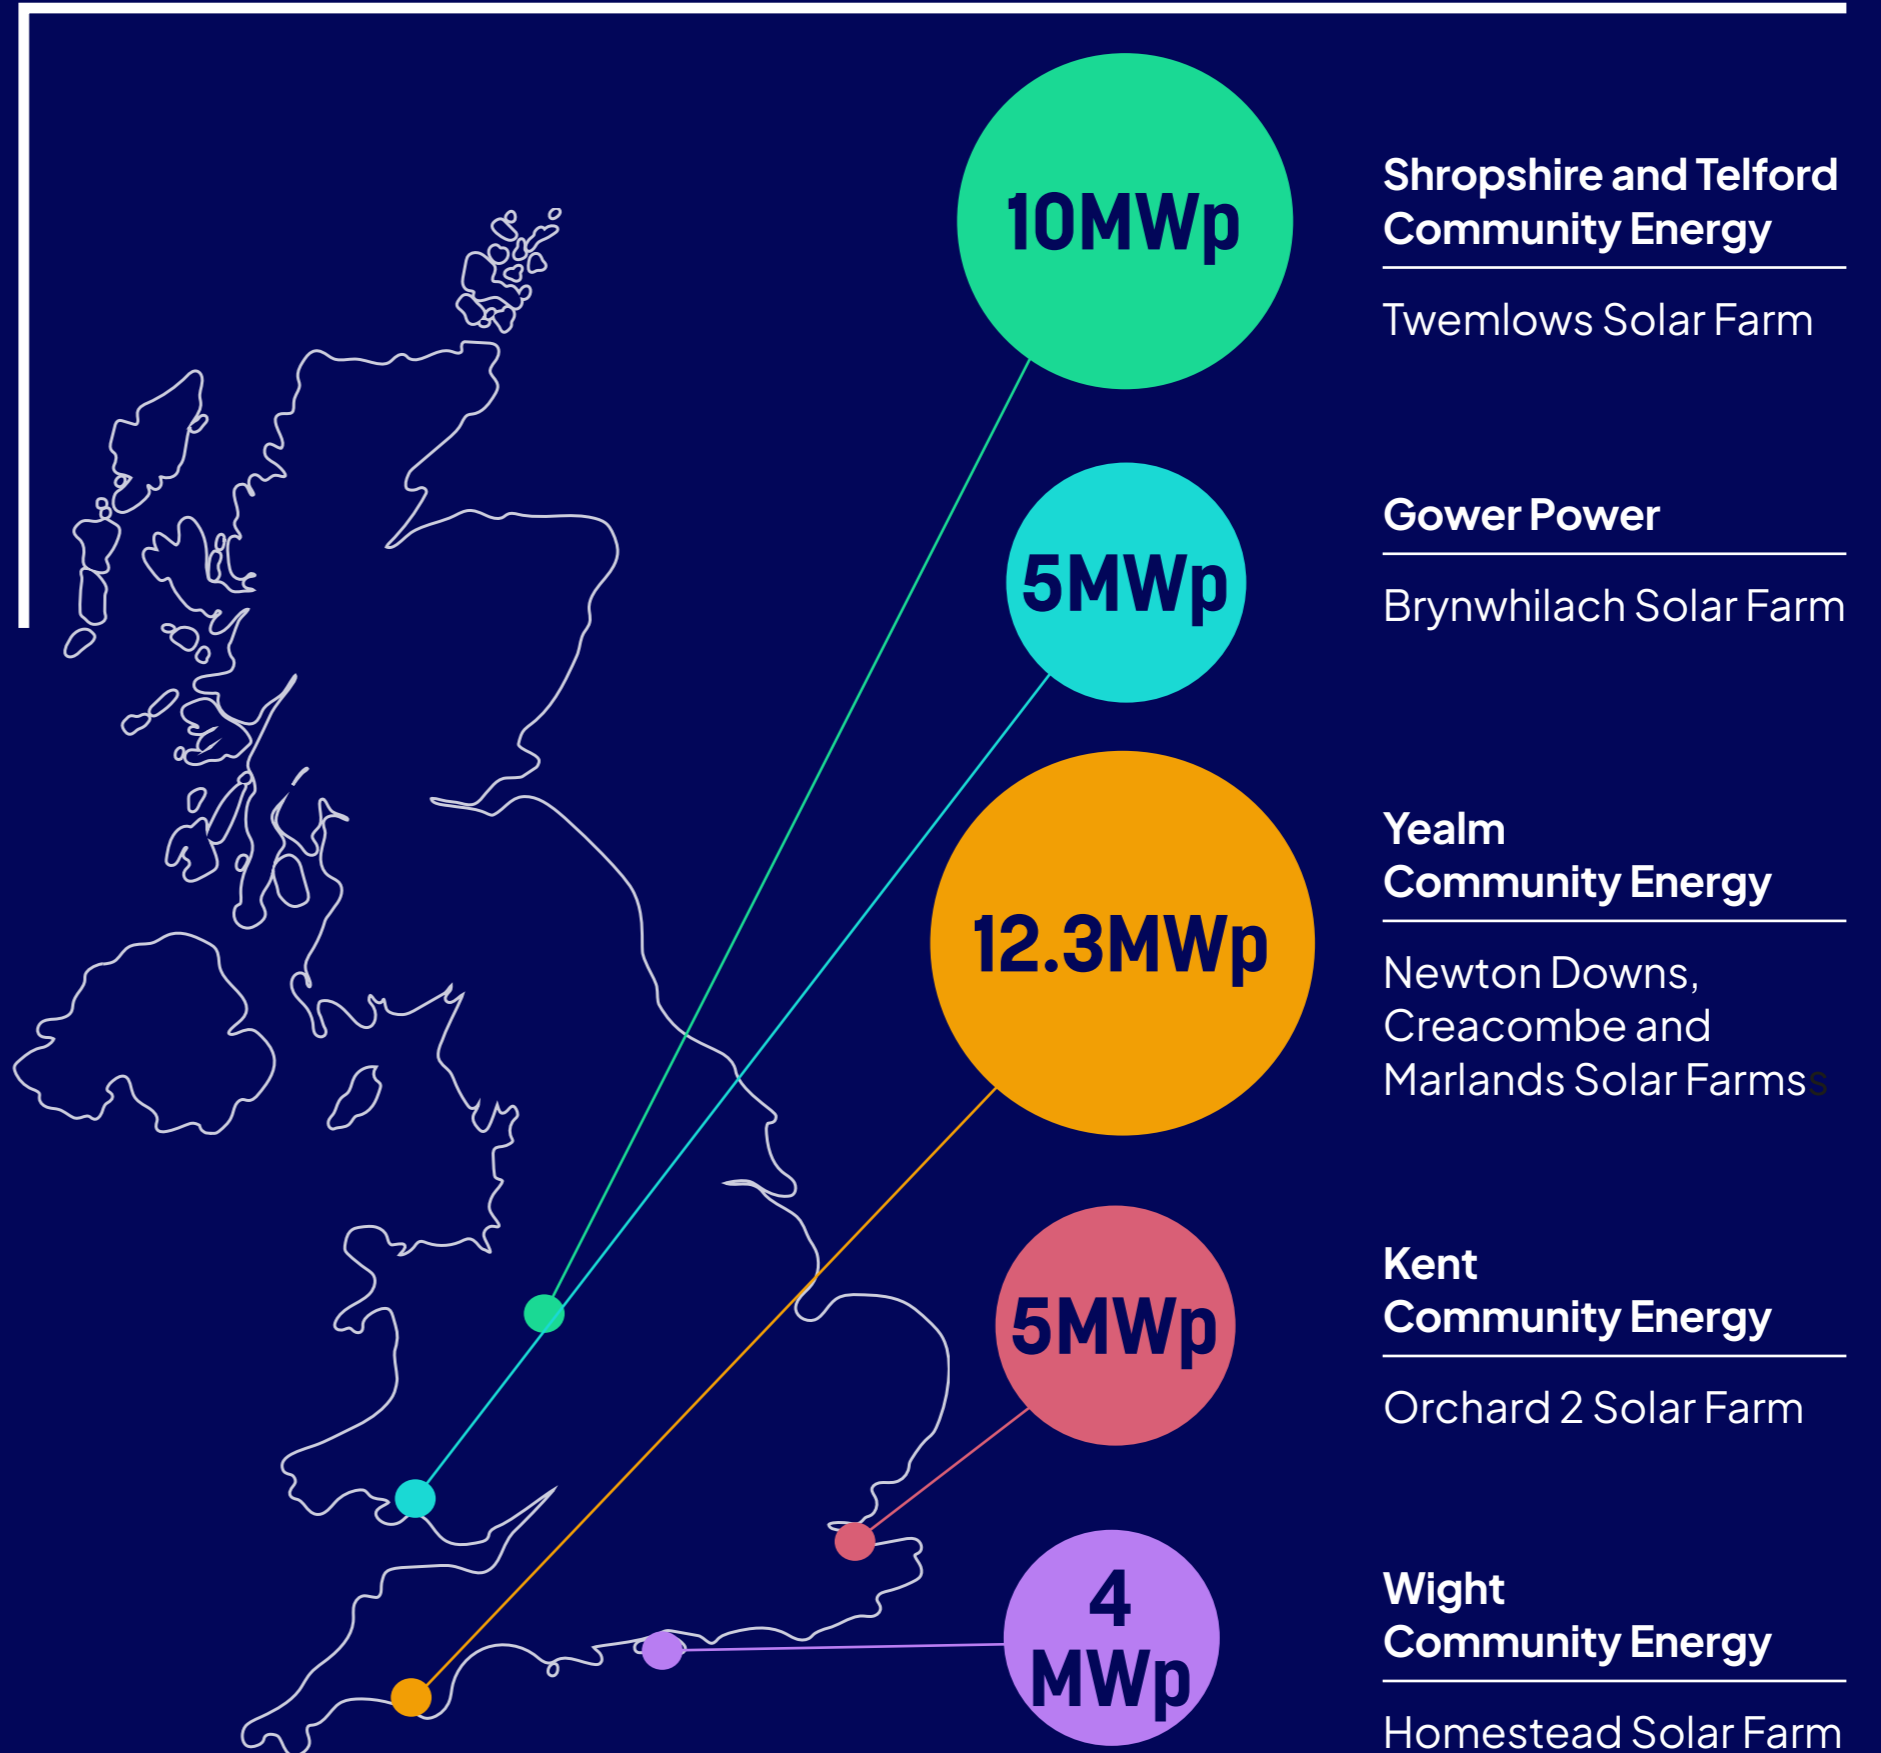 10MWp
Shropshire and Telford
Community Energy
Twemlows Solar Farm
5MWp
Gower Power
Brynwhilach Solar Farm
12.3MWp
Yealm
Community Energy
Newton Downs,
Creacombe and
Marlands Solar Farmss
5MWp
Kent
Community Energy
Orchard 2 Solar Farm
4
MWp
Wight
Community Energy
Homestead Solar Farm